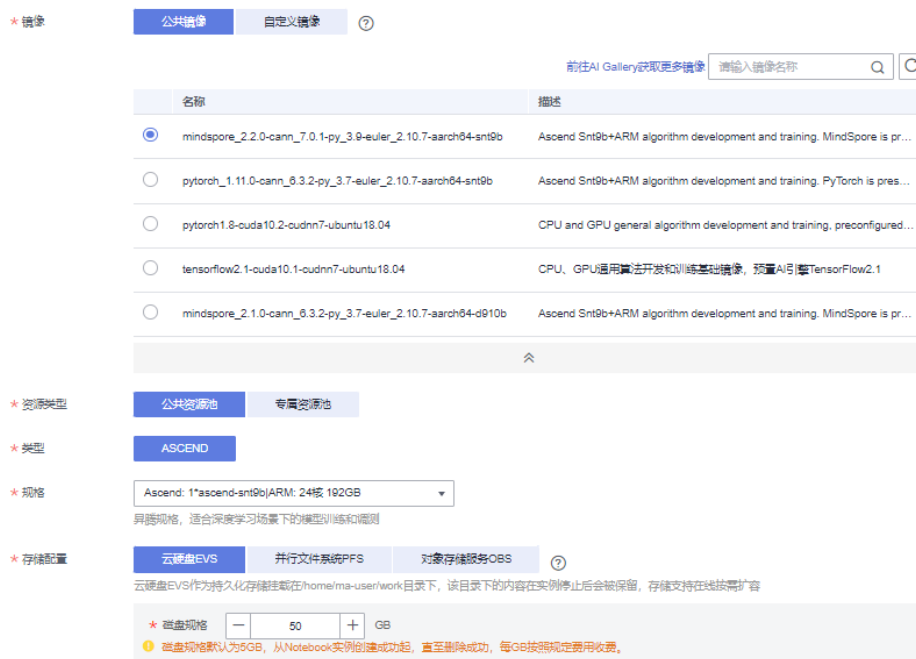 * 镜像 公共镜像 自定义镜像 ?
前往AI Gallery获取更多镜像 请输入镜像名称
名称 描述
mindspore_2.2.0-cann_7.0.1-py_3.9-euler_2.10.7-aarch64-snt9b Ascend Snt9b+ARM algorithm development and training. MindSpore is pr...
pytorch_1.11.0-cann_6.3.2-py_3.7-euler_2.10.7-aarch64-snt9b Ascend Snt9b+ARM algorithm development and training. PyTorch is pres...
pytorch1.8-cuda10.2-cudnn7-ubuntu18.04 CPU and GPU general algorithm development and training, preconfigured...
tensorflow2.1-cuda10.1-cudnn7-ubuntu18.04 CPU、GPU通用算法开发和训练基础镜像，预置AI引擎TensorFlow2.1
mindspore_2.1.0-cann_6.3.2-py_3.7-euler_2.10.7-aarch64-d910b Ascend Snt9b+ARM algorithm development and training. MindSpore is pr...
* 资源类型 公共资源池 专属资源池
* 类型 ASCEND
* 规格 Ascend: 1*ascend-snt9b|ARM: 24核 192GB
昇腾规格，适合深度学习场景下的模型训练和调测
* 存储配置 云硬盘EVS 并行文件系统PFS 对象存储服务OBS ?
云硬盘EVS作为持久化存储挂载在/home/ma-user/work目录下，该目录下的内容在实例停止后会被保留，存储支持在线按需扩容
* 磁盘规格 — 50 + GB
磁盘规格默认为5GB，从Notebook实例创建成功起，直至删除成功，每GB按照规定费用收费。